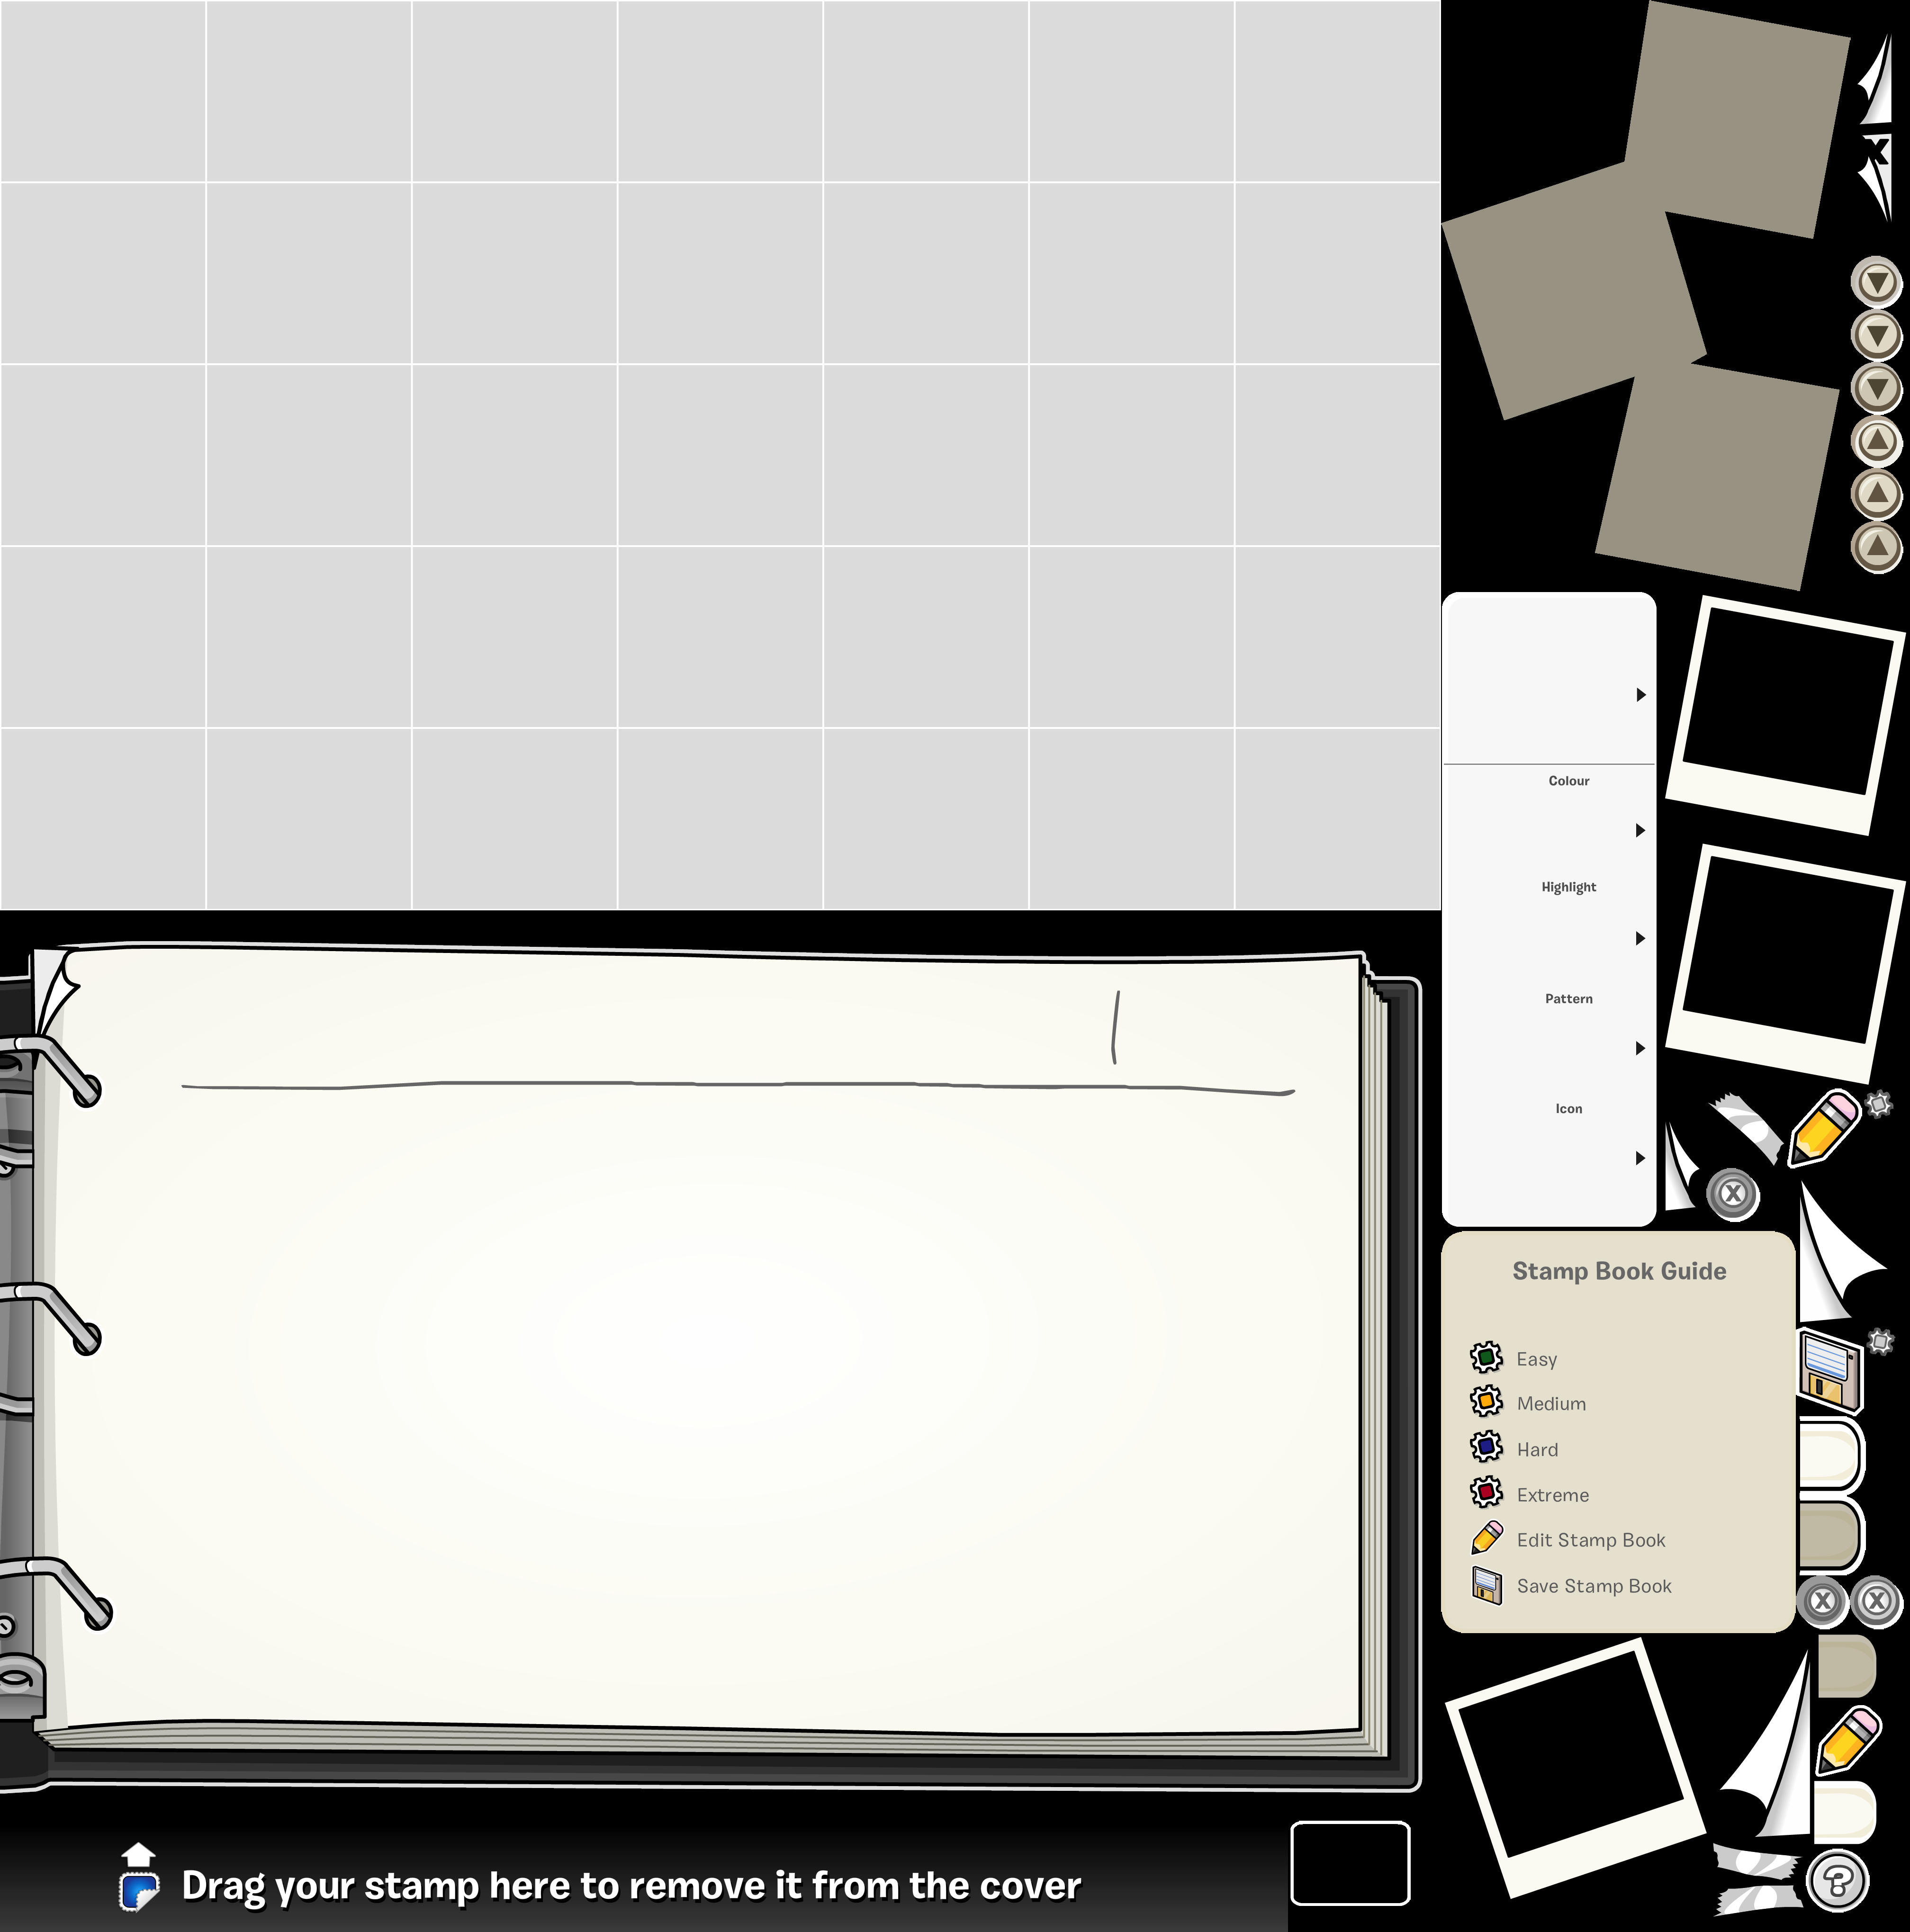 Colour
Highlight
Pattern
Icon
Stamp Book Guide
Easy
Medium
Hard
Extreme
Edit Stamp Book
Save Stamp Book
Drag your stamp here to remove it from the cover